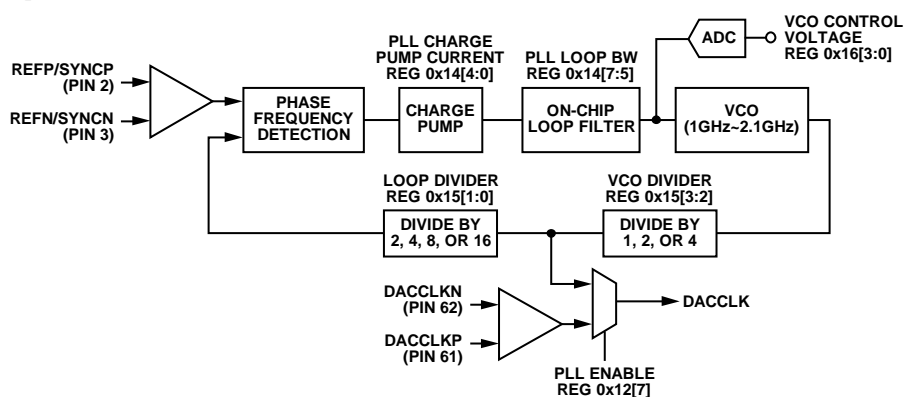 REFP/SYNCP
(PIN 2)
REFN/SYNCN
(PIN 3)
PHASE
FREQUENCY
DETECTION
PLL CHARGE
PUMP CURRENT
REG 0x14[4:0]
CHARGE
PUMP
PLL LOOP BW
REG 0x14[7:5]
ON-CHIP
LOOP FILTER
ADC
VCO CONTROL
VOLTAGE
REG 0x16[3:0]
VCO
(1GHz~2.1GHz)
LOOP DIVIDER
REG 0x15[1:0]
DIVIDE BY
2, 4, 8, OR 16
VCO DIVIDER
REG 0x15[3:2]
DIVIDE BY
1, 2, OR 4
DACCLKN
(PIN 62)
DACCLKP
(PIN 61)
DACCLK
PLL ENABLE
REG 0x12[7]